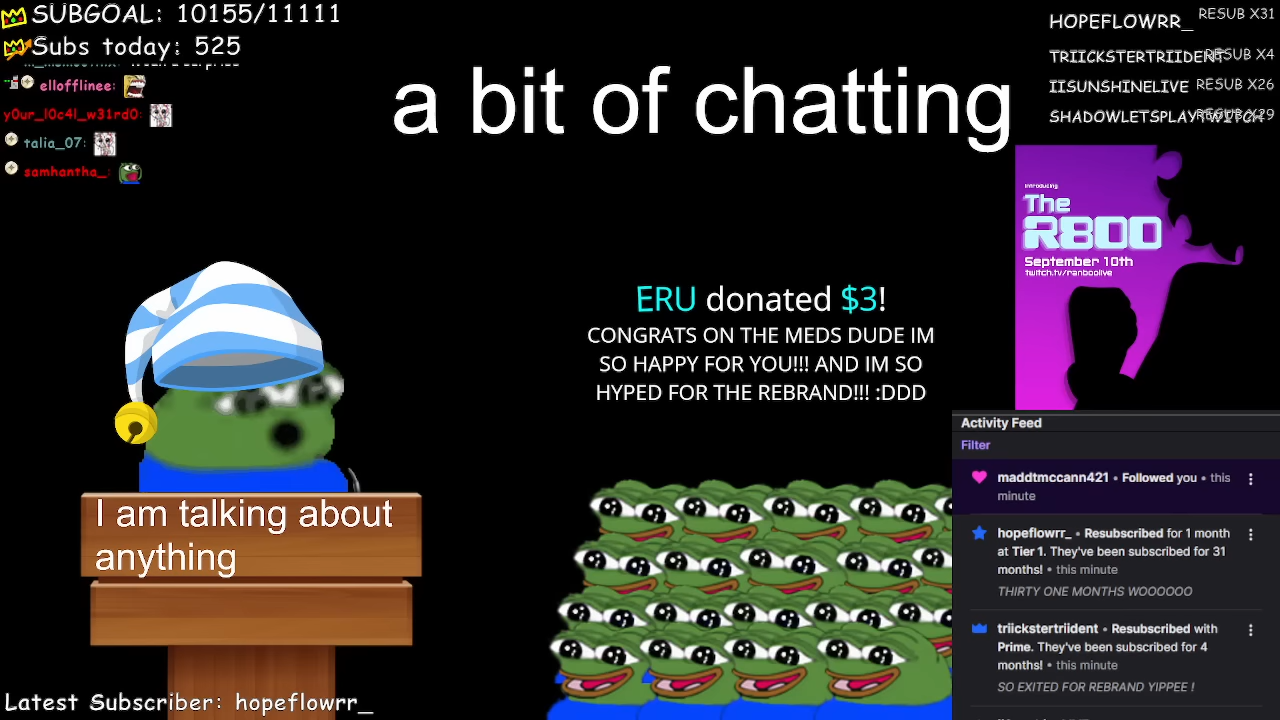 SUBGOAL: 10155/11111
Subs today: 525
ellofflinee:
y0ur_l0c4l_w31rd0:
talia_07:
samhantha_:
a bit of chatting
HOPEFLOWRR_ RESUB X31
TRIICKSTERTRIIDENT RESUB X4
IISUNSHINELIVE RESUB X26
SHADOWLETSPLAYTWITCH RESUB X29
Introducing
The
R800
September 10th
twitch.tv/ranboolive
ERU donated $3!
CONGRATS ON THE MEDS DUDE IM
SO HAPPY FOR YOU!!! AND IM SO
HYPED FOR THE REBRAND!!! :DDD
I am talking about
anything
Activity Feed
Filter
maddtmccann421 • Followed you • this
minute
hopeflowrr_ • Resubscribed for 1 month
at Tier 1. They've been subscribed for 31
months! • this minute
THIRTY ONE MONTHS WOOOOOO
triickstertriident • Resubscribed with
Prime. They've been subscribed for 4
months! • this minute
SO EXITED FOR REBRAND YIPPEE !
Latest Subscriber: hopeflowrr_